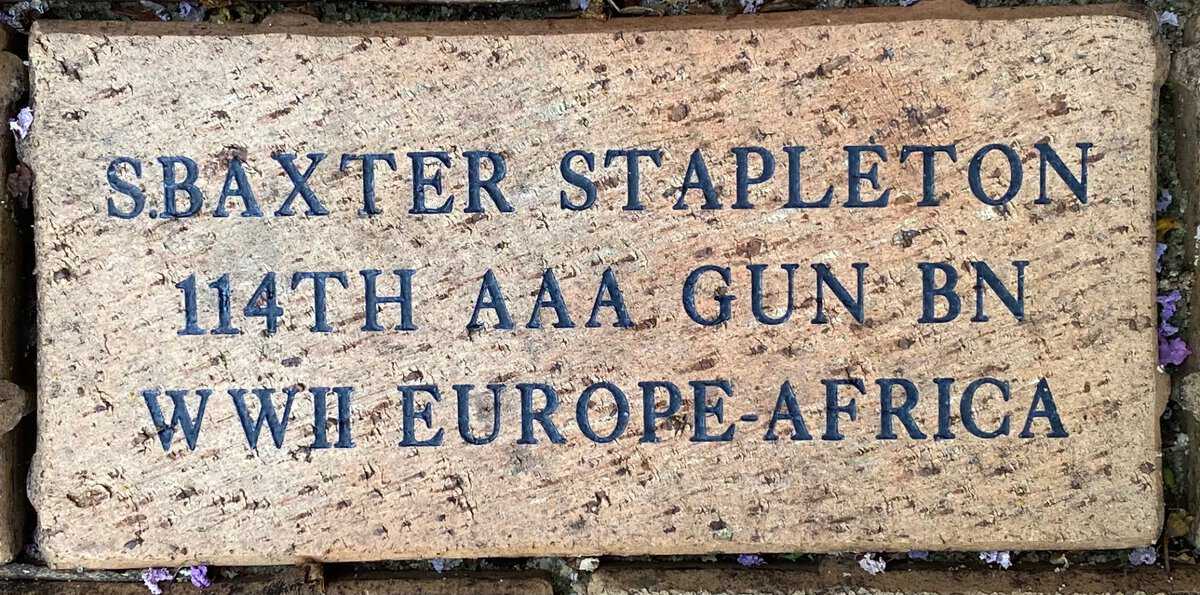 S.BAXTER STAPLETON
114TH AAA GUN BN
WWII EUROPE-AFRICA